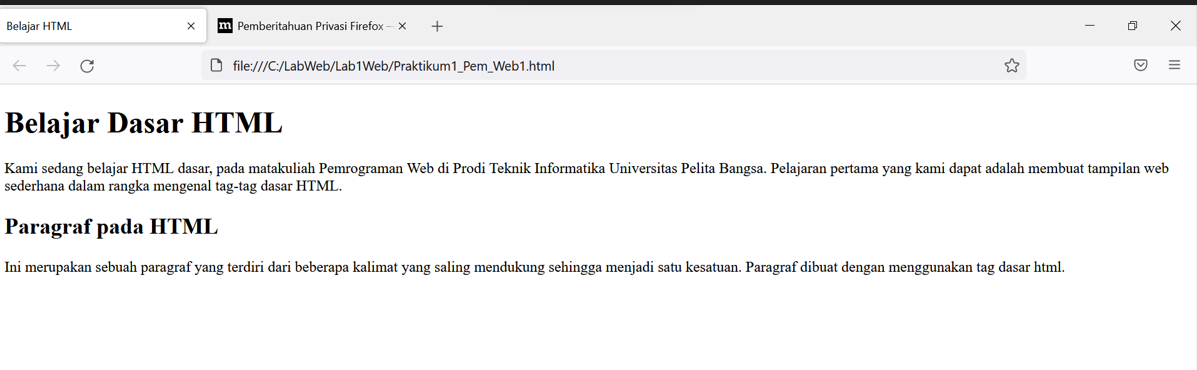 Belajar HTML
m Pemberitahuan Privasi Firefox —
file:///C:/LabWeb/Lab1Web/Praktikum1_Pem_Web1.html
Belajar Dasar HTML
Kami sedang belajar HTML dasar, pada matakuliah Pemrograman Web di Prodi Teknik Informatika Universitas Pelita Bangsa. Pelajaran pertama yang kami dapat adalah membuat tampilan web
sederhana dalam rangka mengenal tag-tag dasar HTML.
Paragraf pada HTML
Ini merupakan sebuah paragraf yang terdiri dari beberapa kalimat yang saling mendukung sehingga menjadi satu kesatuan. Paragraf dibuat dengan menggunakan tag dasar html.